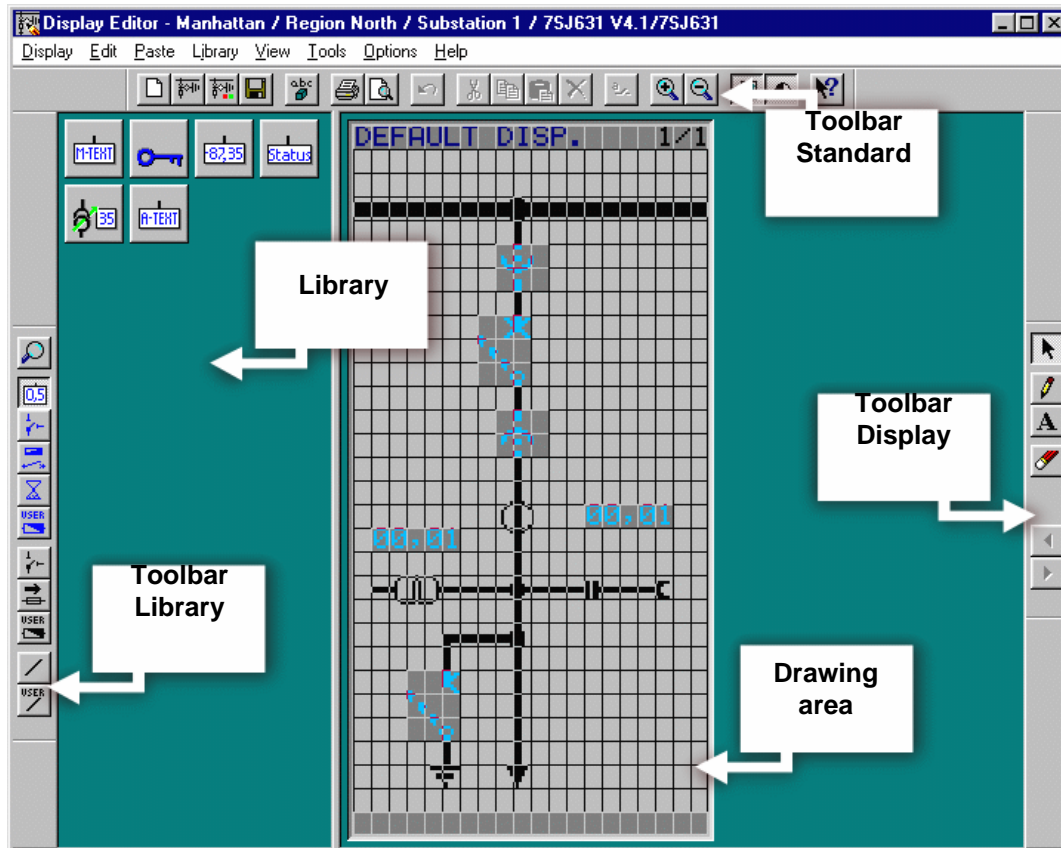 Display Editor - Manhattan / Region North / Substation 1 / 7SJ631 V4.1/7SJ631
Display Edit Paste Library View Tools Options Help
abc
Toolbar
Standard
M-TEXT
-87,35
Status
35
A-TEXT
DEFAULT DISP. 1/1
Library
0,5
USER
USER
USER
Toolbar
Library
Toolbar
Display
A
00,01
00,01
Drawing
area